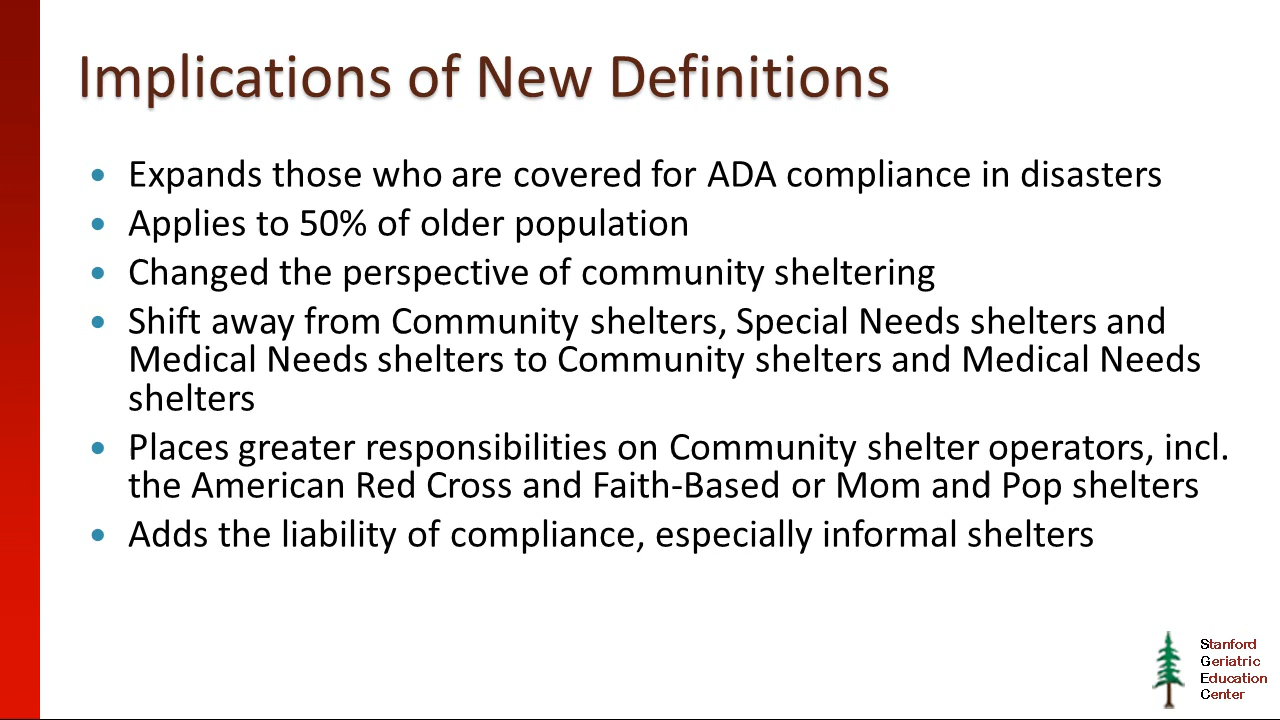 Implications of New Definitions
• Expands those who are covered for ADA compliance in disasters
• Applies to 50% of older population
• Changed the perspective of community sheltering
• Shift away from Community shelters, Special Needs shelters and
Medical Needs shelters to Community shelters and Medical Needs
shelters
• Places greater responsibilities on Community shelter operators, incl.
the American Red Cross and Faith-Based or Mom and Pop shelters
• Adds the liability of compliance, especially informal shelters
Stanford
Geriatric
Education
Center